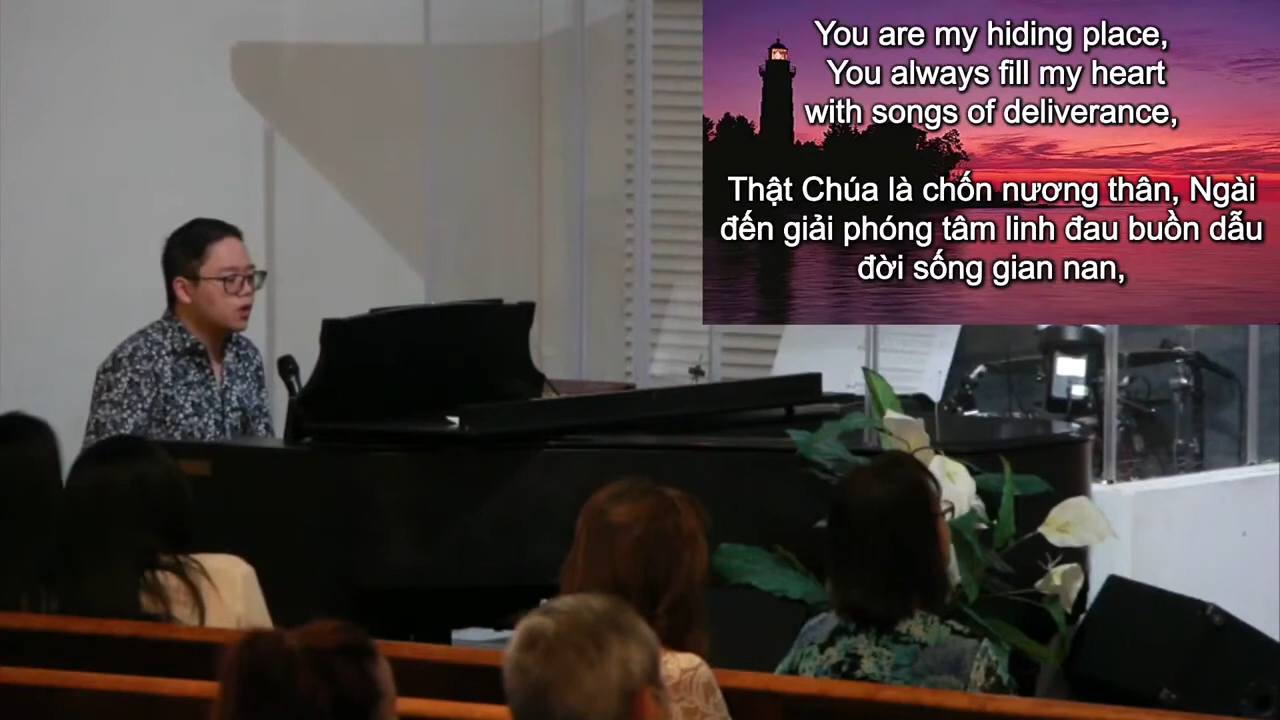 You are my hiding place,
You always fill my heart
with songs of deliverance,
Thật Chúa là chốn nương thân, Ngài
đến giải phóng tâm linh đau buồn dẫu
đời sống gian nan,